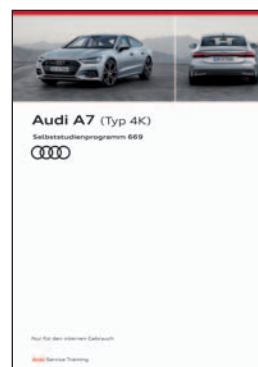 Audi A7 (Typ 4K)
Selbststudienprogramm 669
Nur für den internen Gebrauch
Audi Service Training